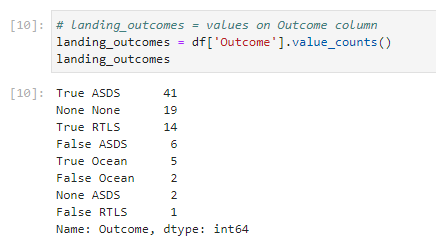 [10]: # landing_outcomes = values on Outcome column
landing_outcomes = df['Outcome'].value_counts()
landing_outcomes
[10]: True ASDS 41
None None 19
True RTLS 14
False ASDS 6
True Ocean 5
False Ocean 2
None ASDS 2
False RTLS 1
Name: Outcome, dtype: int64